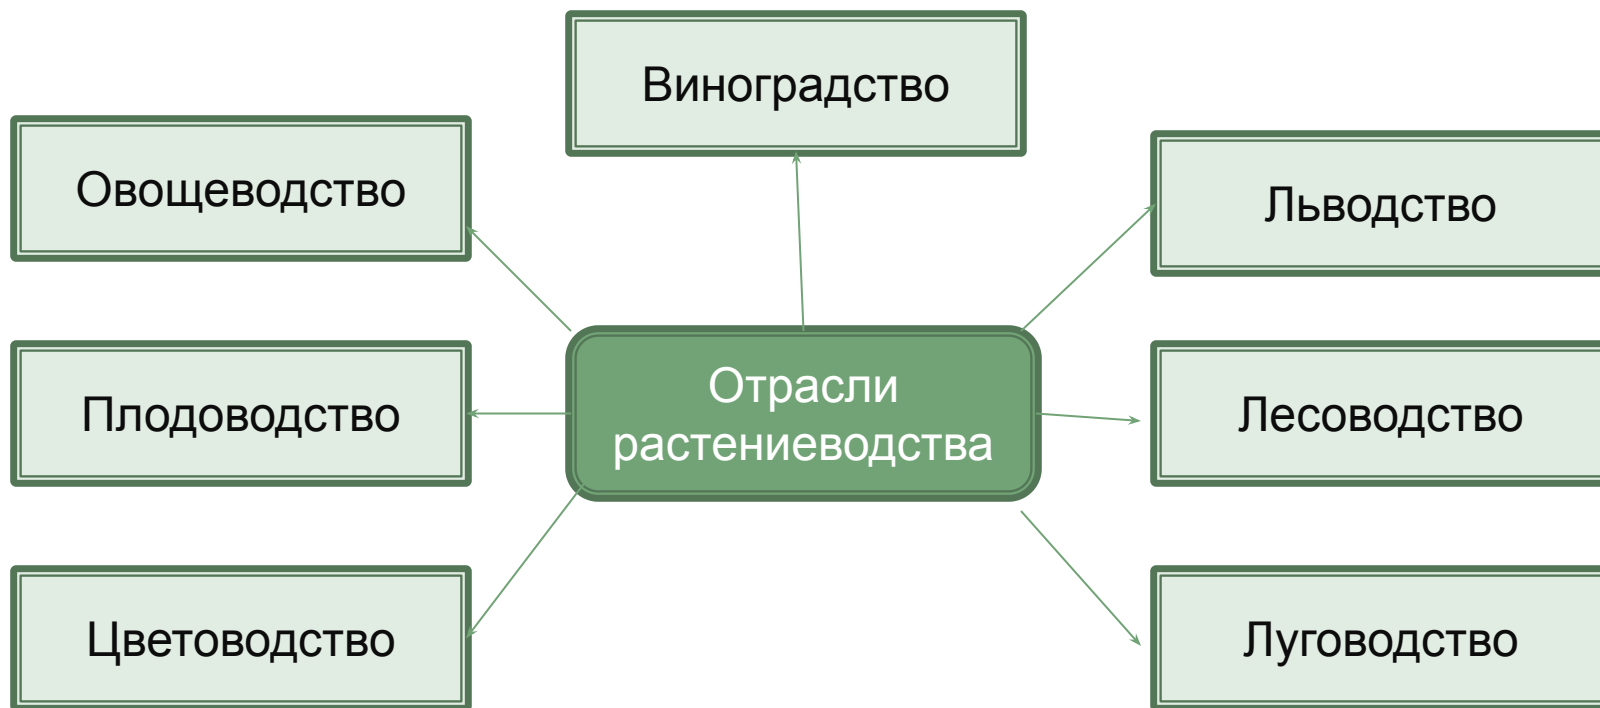 Виноградство
Овощеводство
Льводство
Отрасли
растениеводства
Плодоводство
Лесоводство
Цветоводство
Луговодство